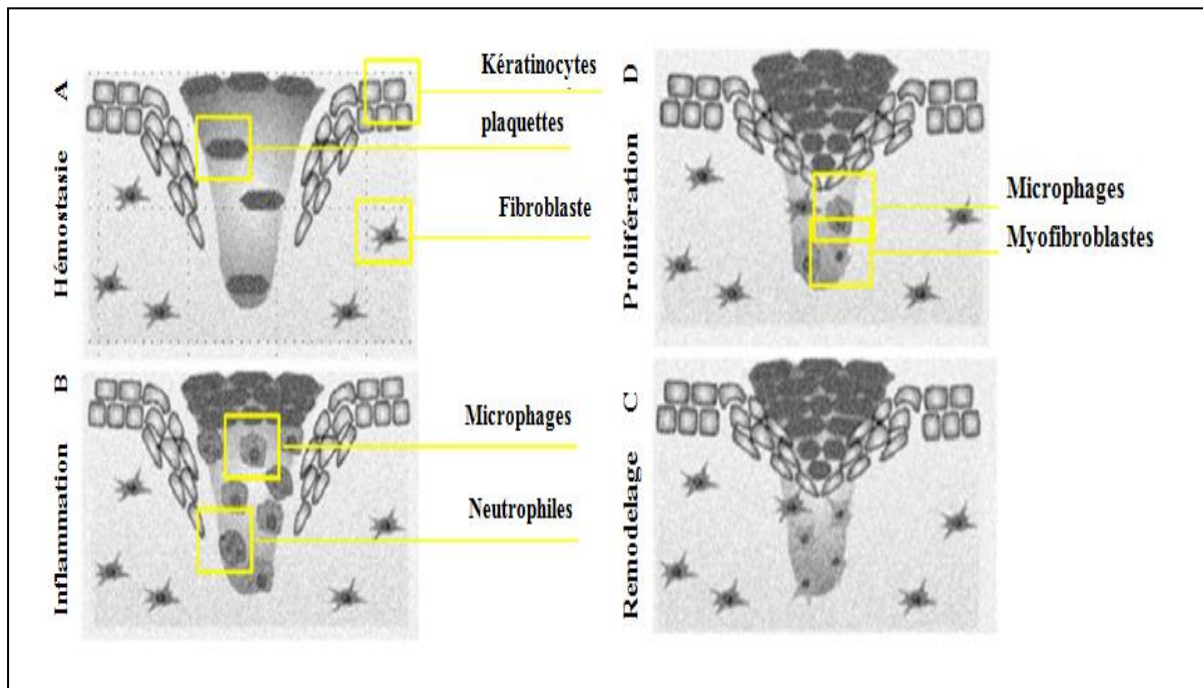 A
Hémostasie
Kératinocytes
plaquettes
Fibroblaste
B
Inflammation
Microphages
Neutrophiles
D
Prolifération
Microphages
Myofibroblastes
C
Remodelage